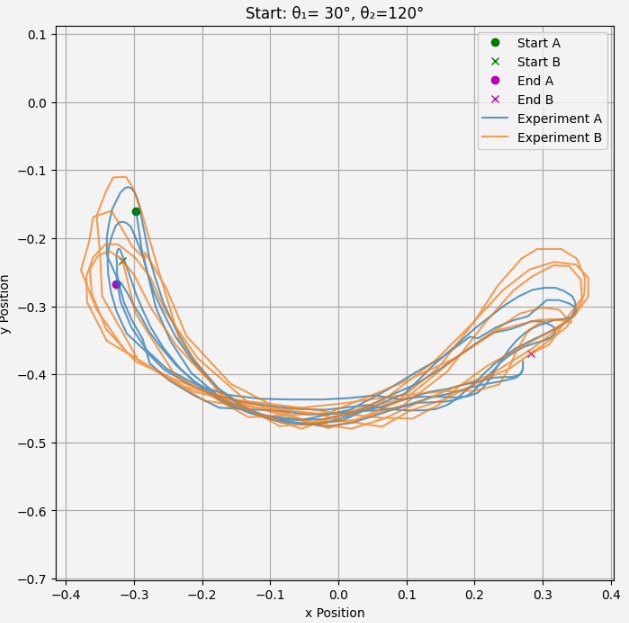 Start: θ₁= 30°, θ₂=120°
0.1
0.0
−0.1
−0.2
−0.3
−0.4
−0.5
−0.6
−0.7
y Position
Start A
Start B
End A
End B
Experiment A
Experiment B
−0.4
−0.3
−0.2
−0.1
0.0
0.1
0.2
0.3
0.4
x Position